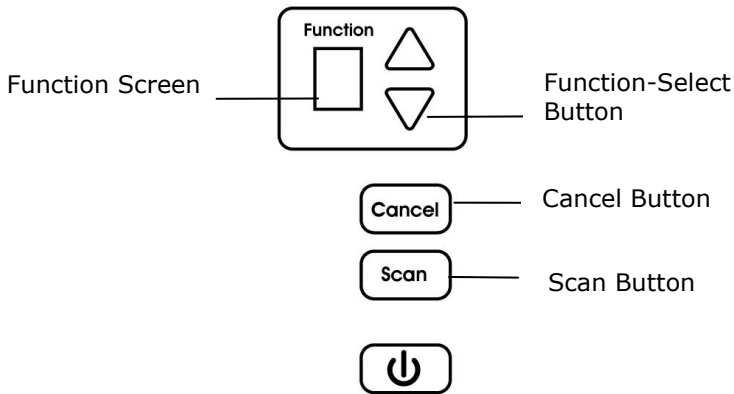 Function
Function Screen
Function-Select
Button
Cancel
Cancel Button
Scan
Scan Button